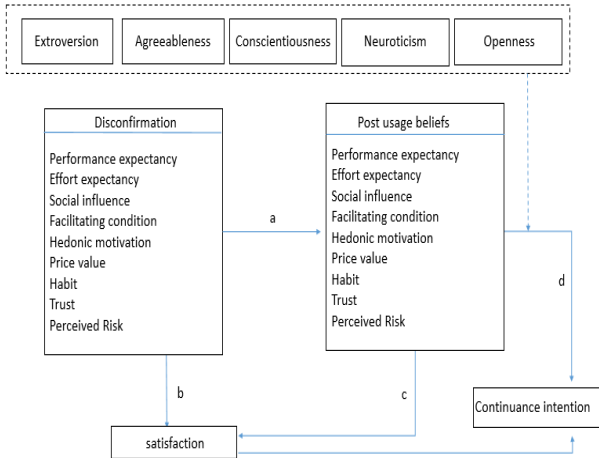 Extroversion
Agreeableness
Conscientiousness
Neuroticism
Openness
Disconfirmation
Performance expectancy
Effort expectancy
Social influence
Facilitating condition
Hedonic motivation
Price value
Habit
Trust
Perceived Risk
a
Post usage beliefs
Performance expectancy
Effort expectancy
Social influence
Facilitating condition
Hedonic motivation
Price value
Habit
Trust
Perceived Risk
d
b
c
Continuance intention
satisfaction